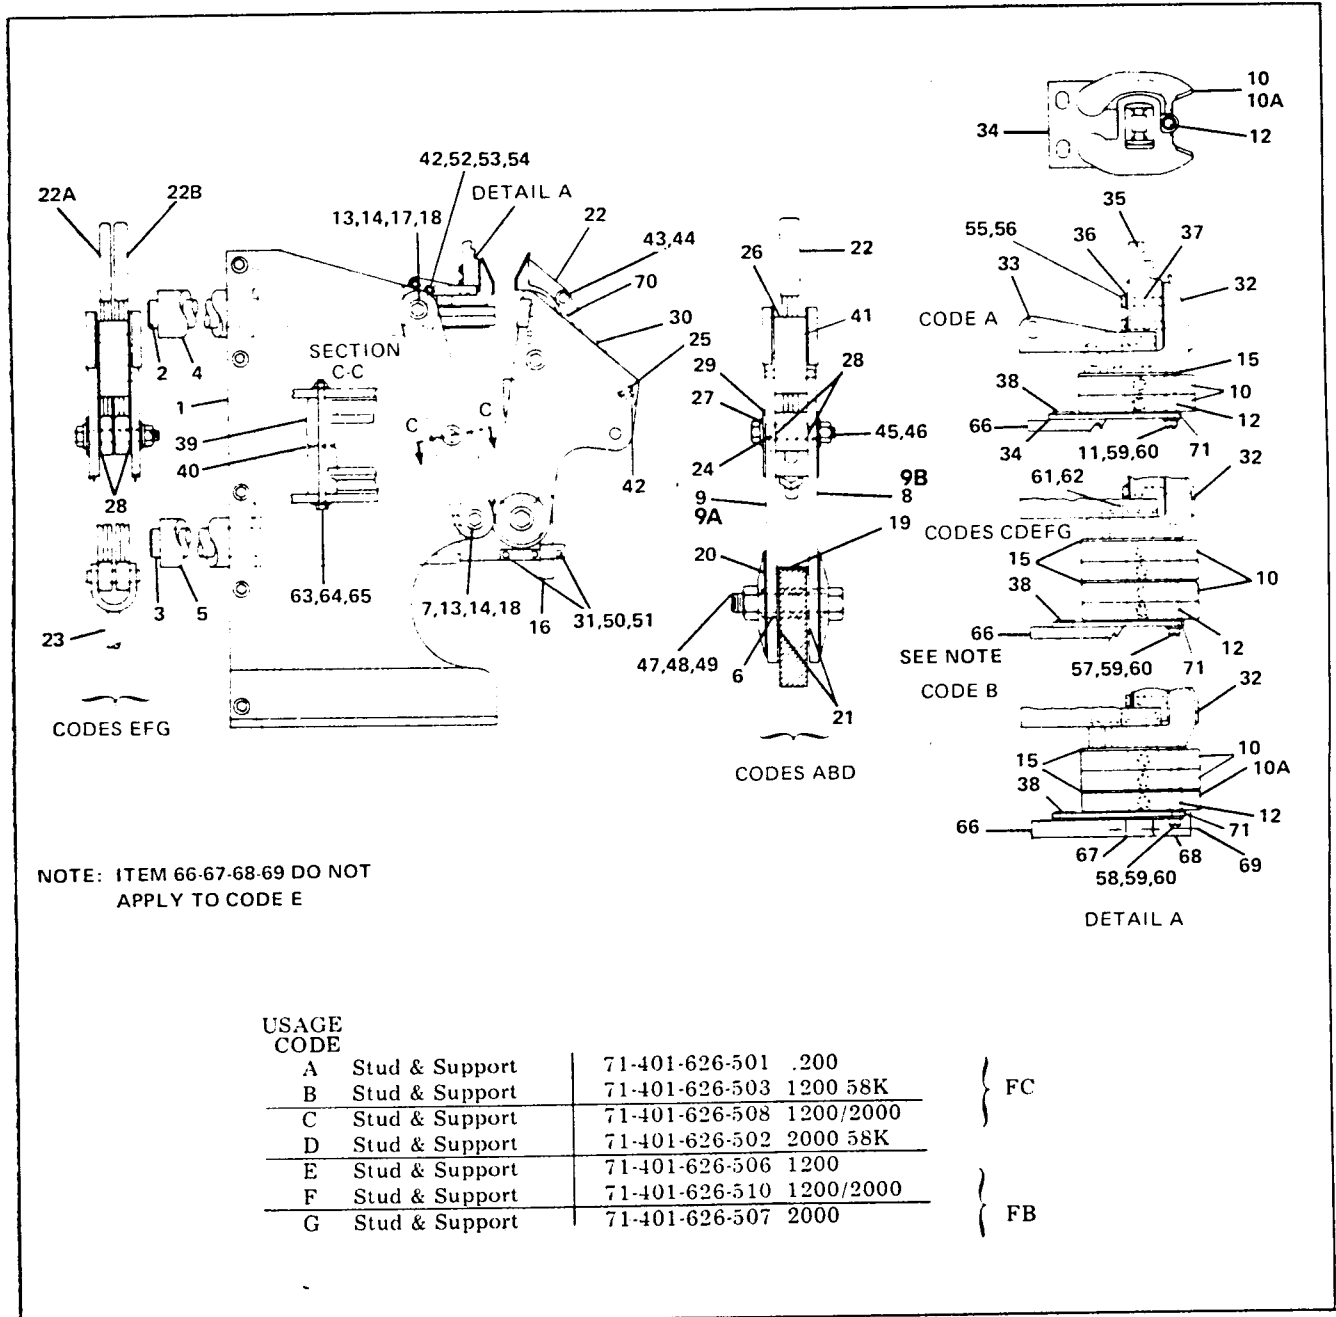 10
10A
34
12
42,52,53,54
DETAIL A
22A
22B
13,14,17,18
22
43,44
70
26
22
35
55,56
36
37
33
32
30
41
CODE A
SECTION
C-C
25
28
29
15
2
4
1
27
38
10
39
C
C
12
66
45,46
40
24
34
11,59,60
71
42
9B
61,62
32
28
9
8
9A
19
CODES CDEFG
20
15
10
38
3
5
63,64,65
7,13,14,18
16
31,50,51
66
12
23
47,48,49
6
SEE NOTE
57,59,60
71
21
CODE B
32
CODES EFG
CODES ABD
15
10
38
10A
12
66
71
67
68
69
58,59,60
NOTE: ITEM 66-67-68-69 DO NOT
APPLY TO CODE E
DETAIL A
USAGE
CODE
A Stud & Support 71-401-626-501 .200
B Stud & Support 71-401-626-503 1200 58K
FC
C Stud & Support 71-401-626-508 1200/2000
D Stud & Support 71-401-626-502 2000 58K
E Stud & Support 71-401-626-506 1200
F Stud & Support 71-401-626-510 1200/2000
FB
G Stud & Support 71-401-626-507 2000